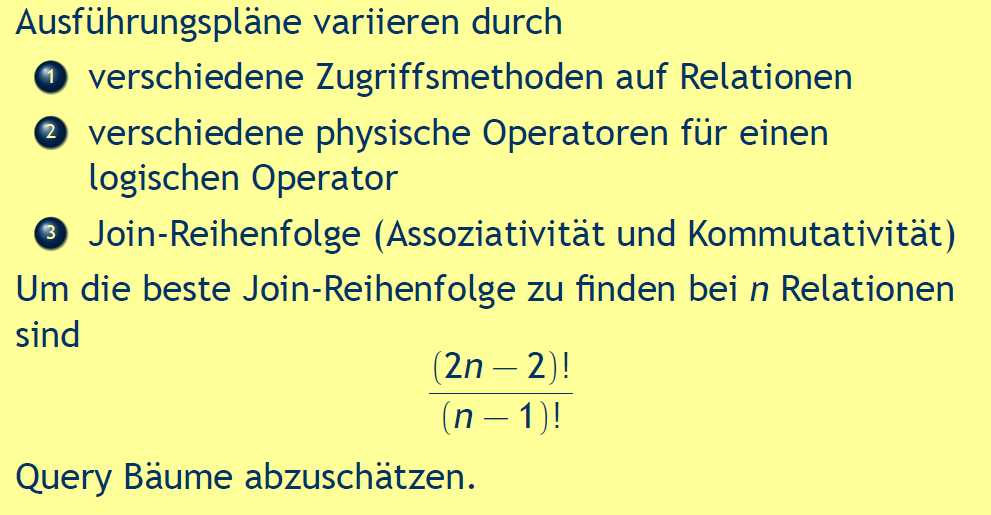 Ausführungspläne variieren durch
1 verschiedene Zugriffsmethoden auf Relationen
2 verschiedene physische Operatoren für einen
logischen Operator
3 Join-Reihenfolge (Assoziativität und Kommutativität)
Um die beste Join-Reihenfolge zu finden bei n Relationen
sind
(2n − 2)!
(n − 1)!
Query Bäume abzuschätzen.